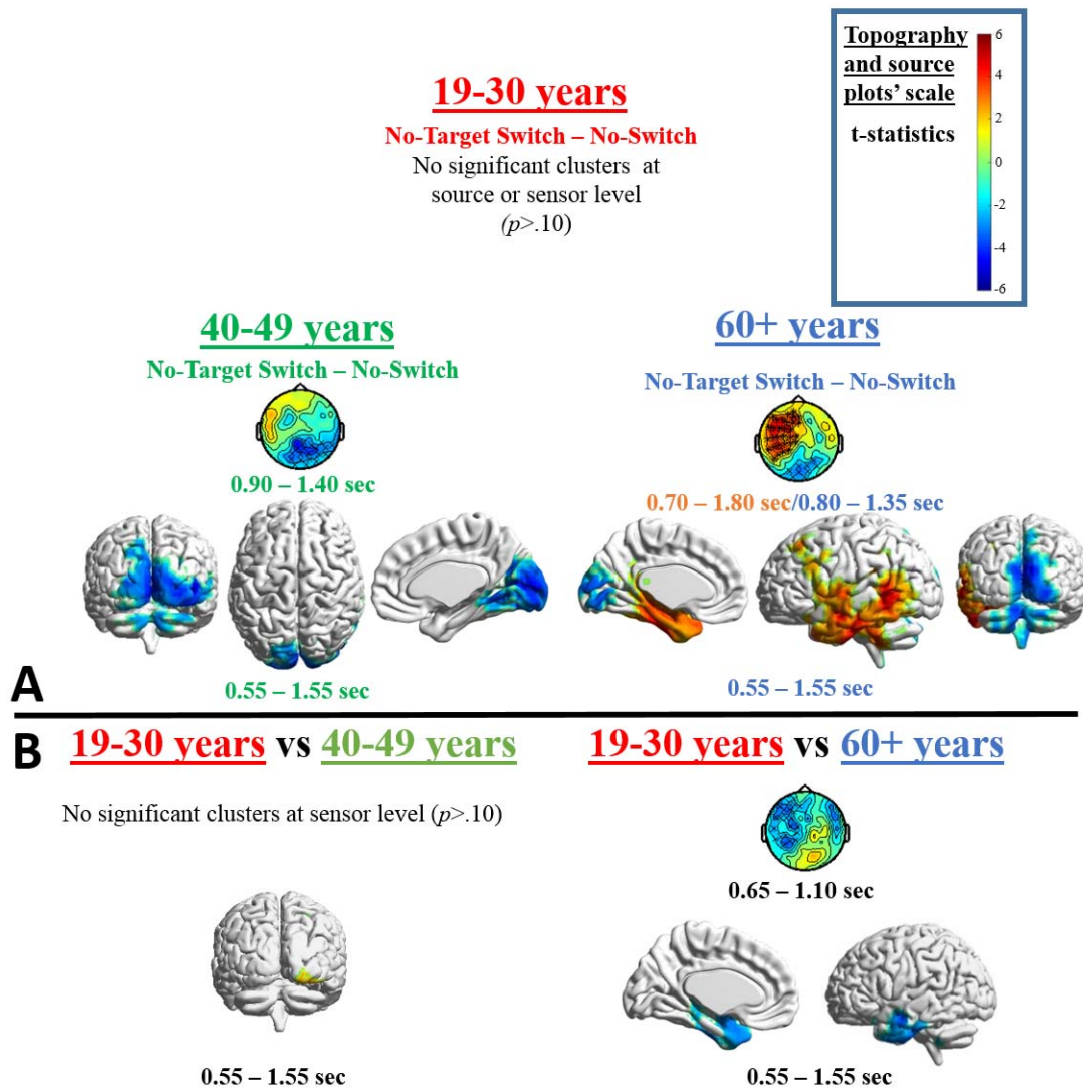 Topography
and source
plots' scale
t-statistics
6
4
2
0
-2
-4
-6
19-30 years
No-Target Switch – No-Switch
No significant clusters at
source or sensor level
(p>.10)
40-49 years
No-Target Switch – No-Switch
0.90 – 1.40 sec
0.55 – 1.55 sec
60+ years
No-Target Switch – No-Switch
0.70 – 1.80 sec/0.80 – 1.35 sec
0.55 – 1.55 sec
A
B
19-30 years vs 40-49 years
No significant clusters at sensor level (p>.10)
0.55 – 1.55 sec
19-30 years vs 60+ years
0.65 – 1.10 sec
0.55 – 1.55 sec